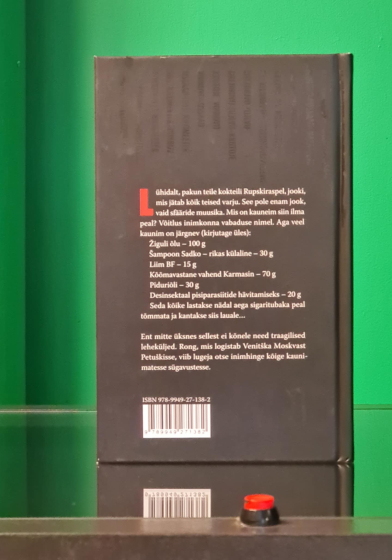 Lühidalt, pakun teile kokteili Rupskiraspel, jooki,
mis jätab kõik teised varju. See pole enam jook,
vaid sfääride muusika. Mis on kauneim siin ilma
peal? Võitlus inimkonna vabaduse nimel. Aga veel
kaunim on järgnev (kirjutage üles):
Žiguli õlu – 100 g
Šampoon Sadko – rikas külaline – 30 g
Liim BF – 15 g
Kõõmavastane vahend Karmasin – 70 g
Piduriõli – 30 g
Desinsektaal pisiparasiitide hävitamiseks – 20 g
Seda kõike lastakse nädal aega sigaritubaka peal
tõmmata ja kantakse siis lauale...
Ent mitte üksnes sellest ei kõnele need traagilised
leheküljed. Rong, mis logistab Venitška Moskvast
Petuškisse, viib lugeja otse inimhinge kõige kauni-
matesse sügavustesse.
ISBN 978-9949-27-138-2
9 789949 271382